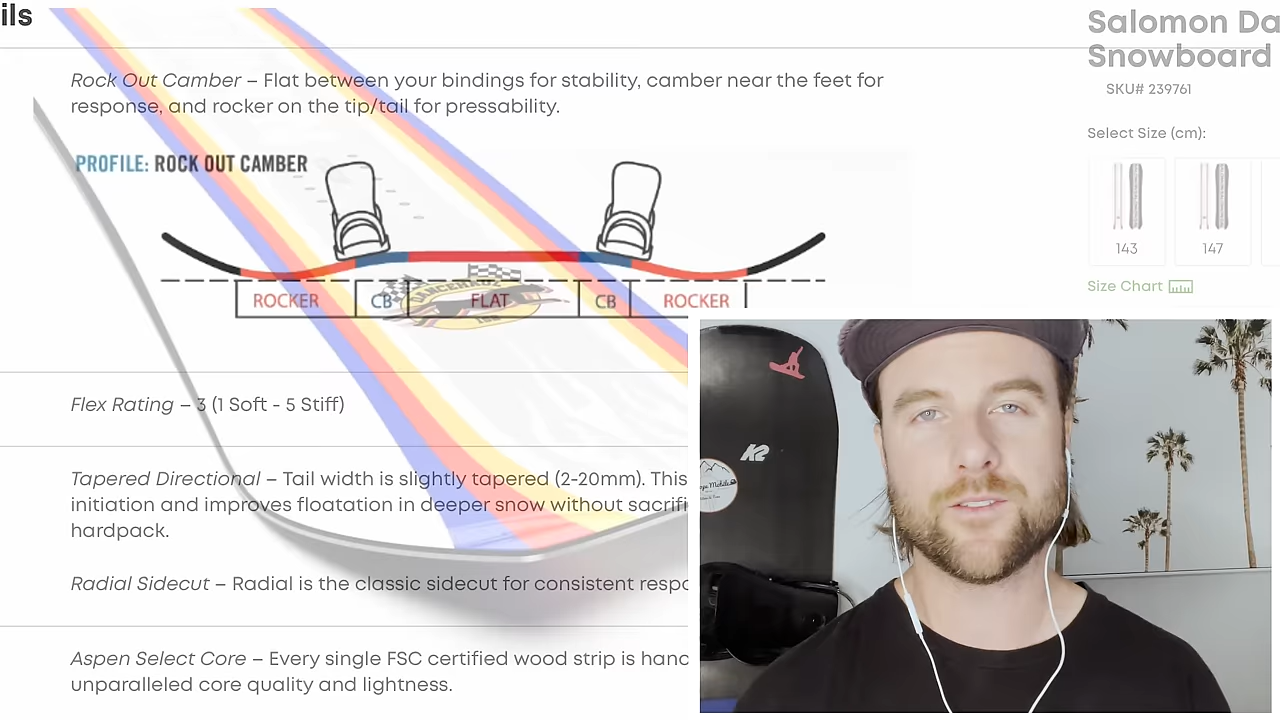 ils
Rock Out Camber – Flat between your bindings for stability, camber near the feet for
response, and rocker on the tip/tail for pressability.
PROFILE: ROCK OUT CAMBER
ROCKER CB FLAT CB ROCKER
Flex Rating – 3 (1 Soft - 5 Stiff)
Tapered Directional – Tail width is slightly tapered (2-20mm). This
initiation and improves floatation in deeper snow without sacrifi
hardpack.
Radial Sidecut – Radial is the classic sidecut for consistent respo
Aspen Select Core – Every single FSC certified wood strip is hand
unparalleled core quality and lightness.
Salomon Da
Snowboard
SKU# 239761
Select Size (cm):
143 147
Size Chart
K2